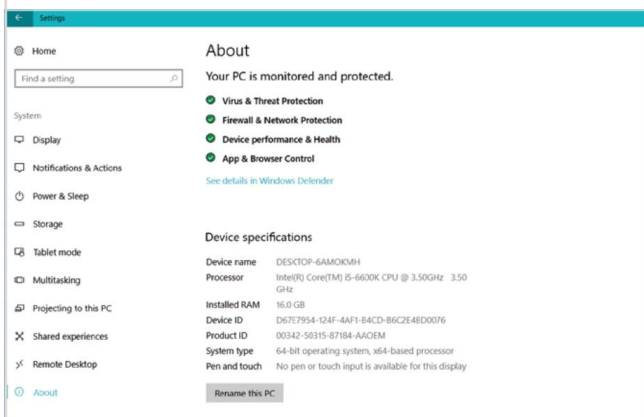 Settings
Home
Find a setting
System
Display
Notifications & Actions
Power & Sleep
Storage
Tablet mode
Multitasking
Projecting to this PC
Shared experiences
Remote Desktop
About
About
Your PC is monitored and protected.
Virus & Threat Protection
Firewall & Network Protection
Device performance & Health
App & Browser Control
See details in Windows Defender
Device specifications
Device name DESKTOP-6AMOKMH
Processor Intel(R) Core(TM) i5-6600K CPU @ 3.50GHz 3.50
GHz
Installed RAM 16.0 GB
Device ID D67E7954-124F-4AF1-B4CD-B6C2E4BD0076
Product ID 00342-50315-87184-AAOEM
System type 64-bit operating system, x64-based processor
Pen and touch No pen or touch input is available for this display
Rename this PC